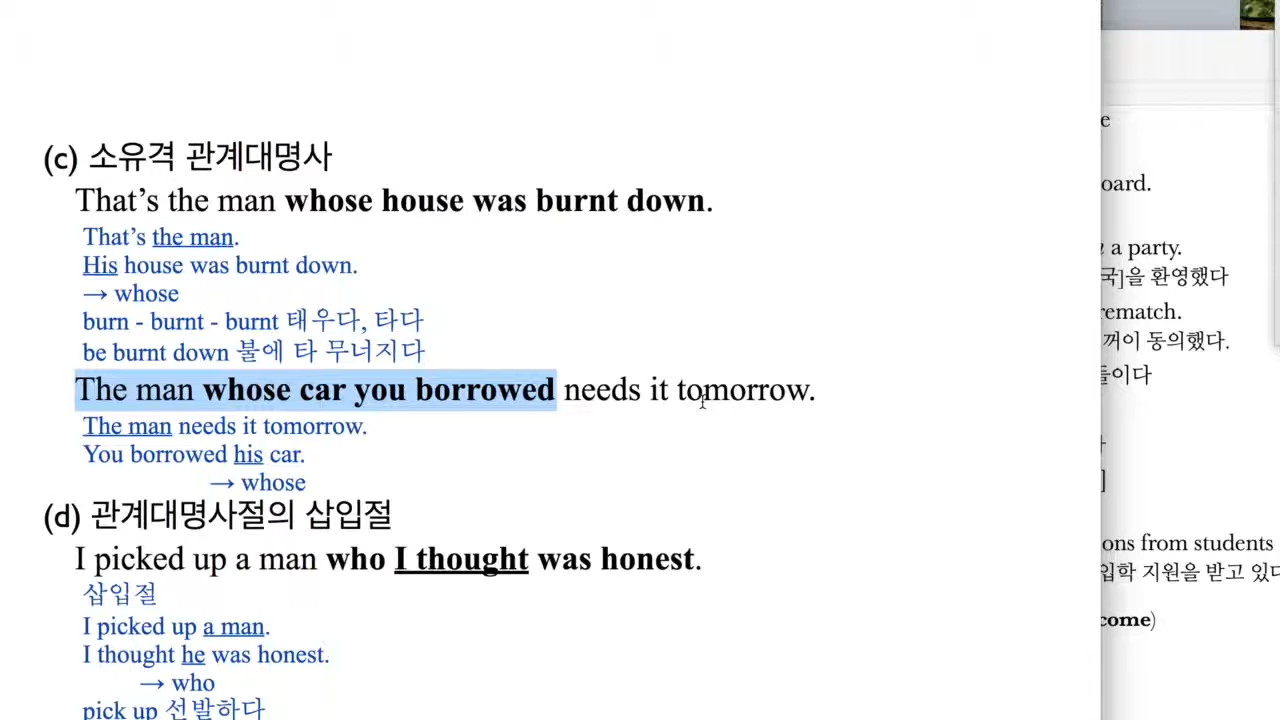 (c) 소유격 관계대명사
That’s the man whose house was burnt down.
That’s the man.
His house was burnt down.
→ whose
burn - burnt - burnt 태우다, 타다
be burnt down 불에 타 무너지다
The man whose car you borrowed needs it tomorrow.
The man needs it tomorrow.
You borrowed his car.
→ whose
(d) 관계대명사절의 삽입절
I picked up a man who I thought was honest.
삽입절
I picked up a man.
I thought he was honest.
→ who
pick up 선발하다
a party.
국]을 환영했다
rematch.
꺼이 동의했다.
들이다
]
ons from students
입학 지원을 받고 있다
come)